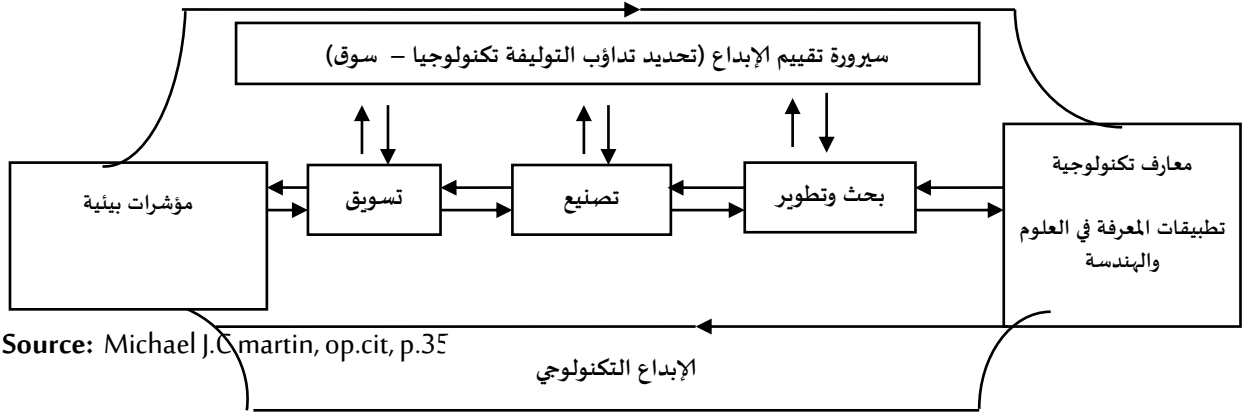 سيرورة تقييم الإبداع (تحديد تداؤب التوليفة تكنولوجيا – سوق)
معارف تكنولوجية
تطبيقات المعرفة في العلوم
والهندسة
بحث وتطوير
تصنيع
تسويق
مؤشرات بيئية
Source: Michael J.C martin, op.cit, p.35
الإبداع التكنولوجي